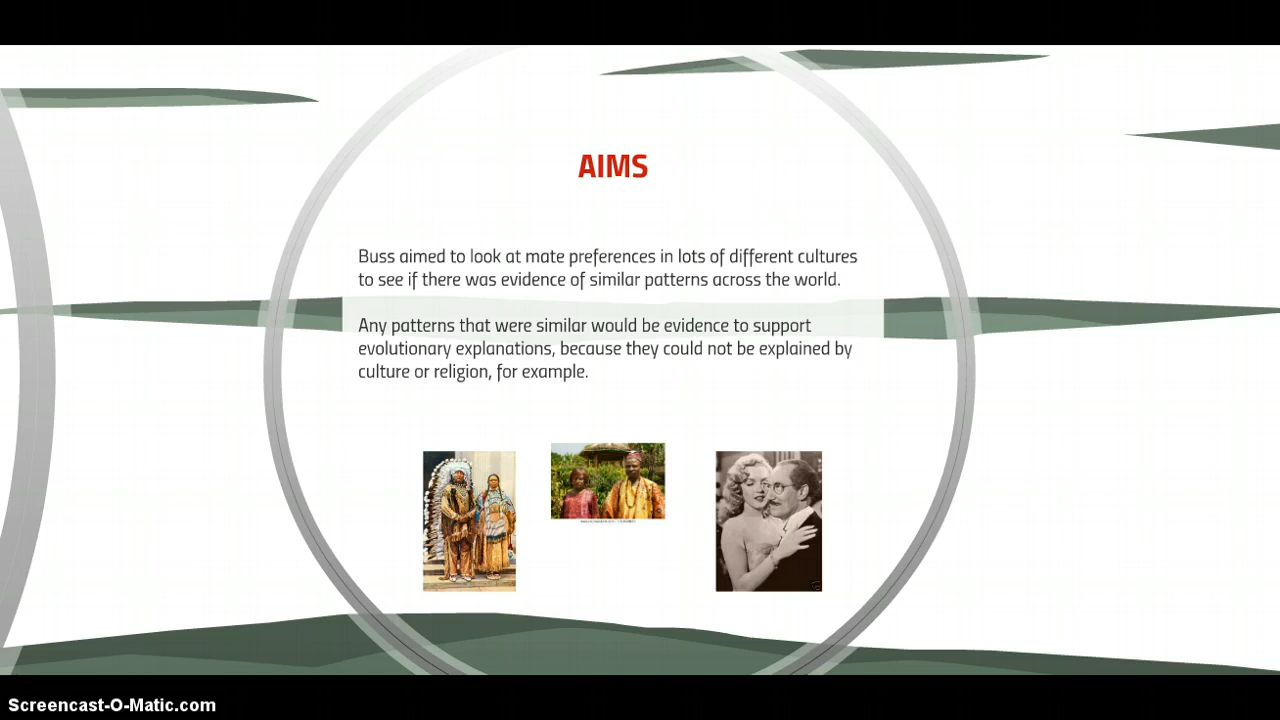 AIMS
Buss aimed to look at mate preferences in lots of different cultures
to see if there was evidence of similar patterns across the world.
Any patterns that were similar would be evidence to support
evolutionary explanations, because they could not be explained by
culture or religion, for example.
Screencast-O-Matic.com